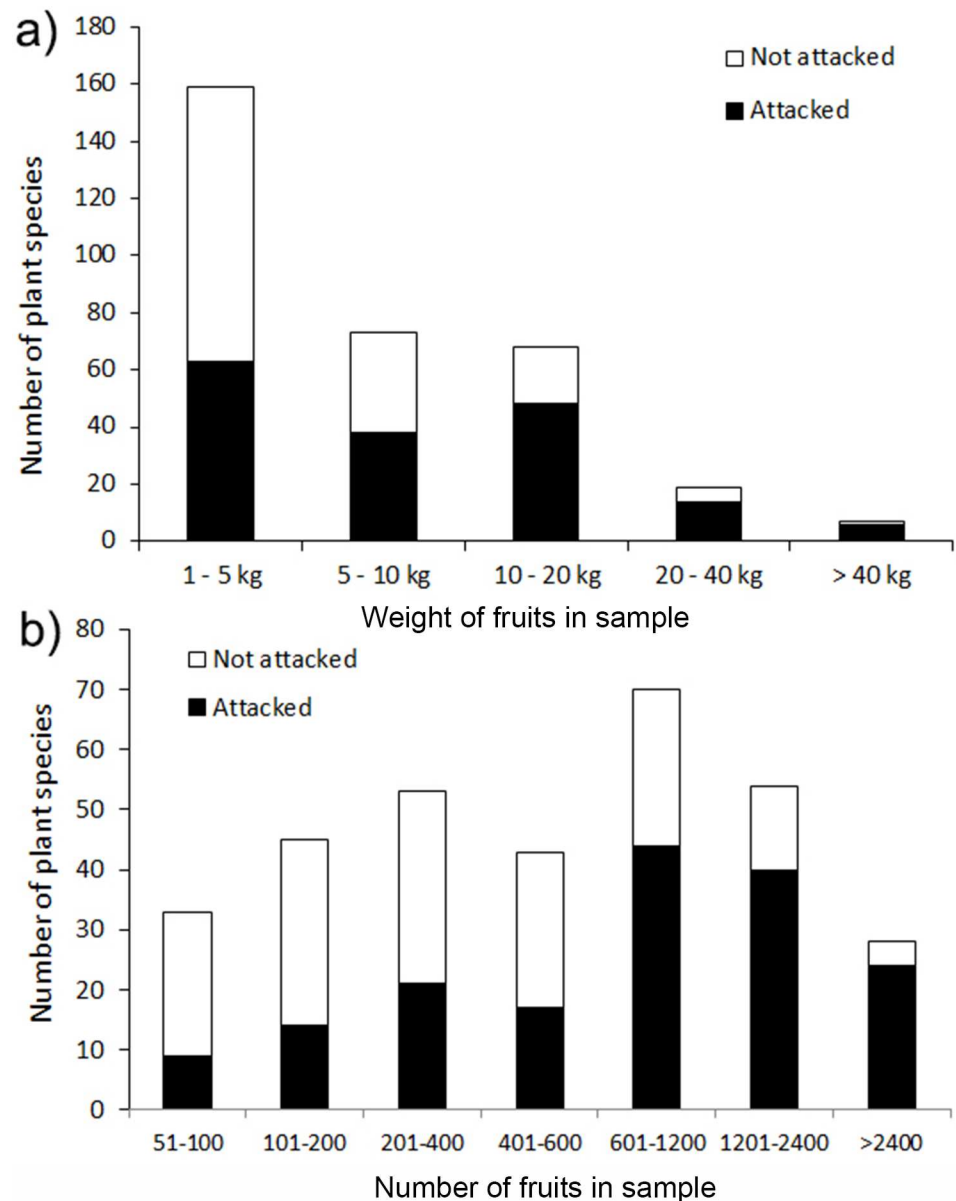 a)
Number of plant species
180
160
140
120
100
80
60
40
20
0
Not attacked
Attacked
1 - 5 kg 5 - 10 kg 10 - 20 kg 20 - 40 kg > 40 kg
Weight of fruits in sample
b)
Number of plant species
80
70
60
50
40
30
20
10
0
Not attacked
Attacked
51-100 101-200 201-400 401-600 601-1200 1201-2400 >2400
Number of fruits in sample